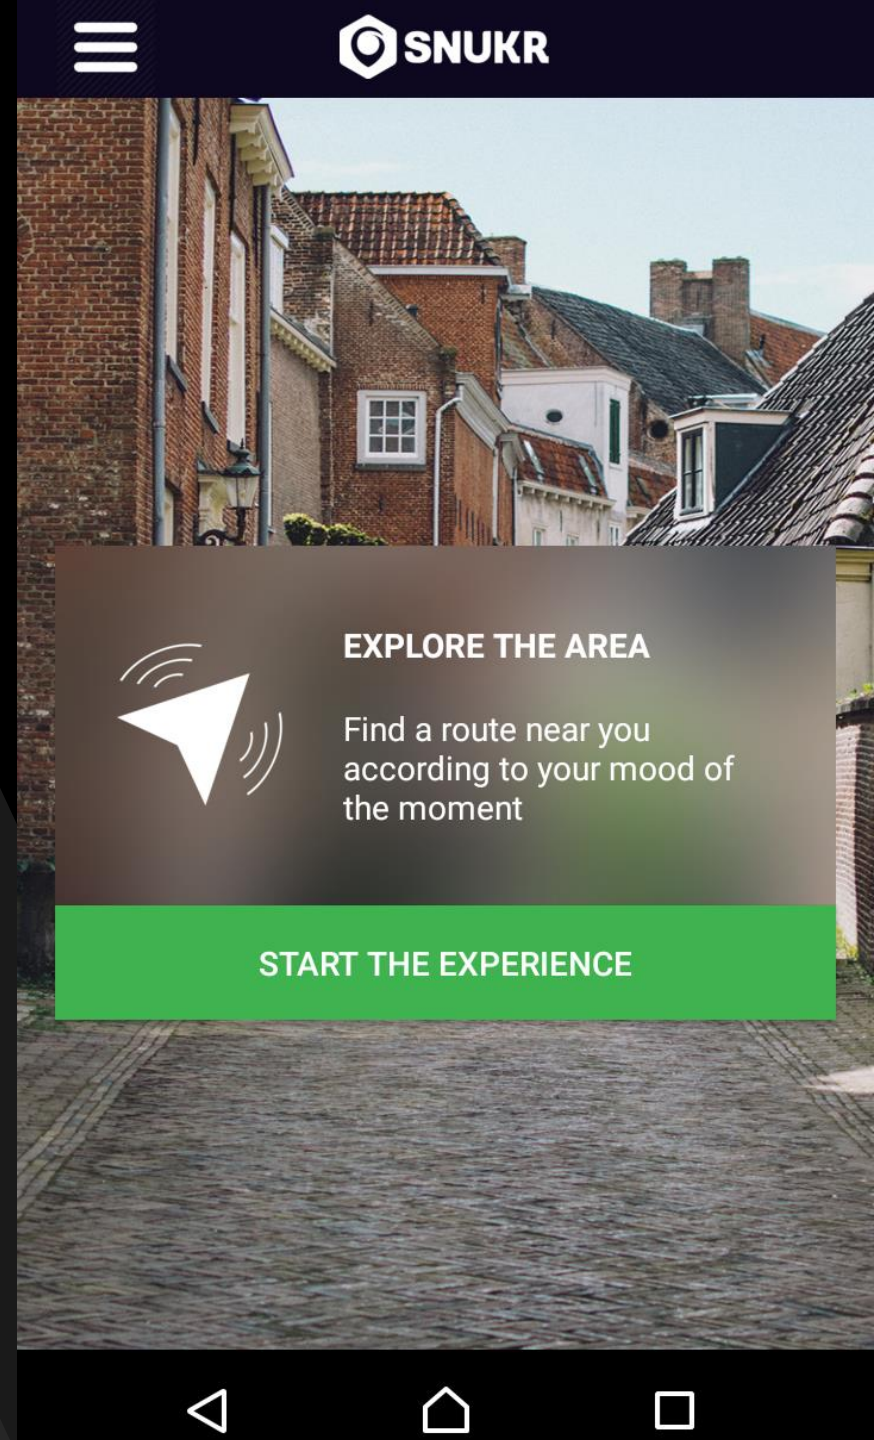 SNUKR
EXPLORE THE AREA
Find a route near you
according to your mood of
the moment
START THE EXPERIENCE